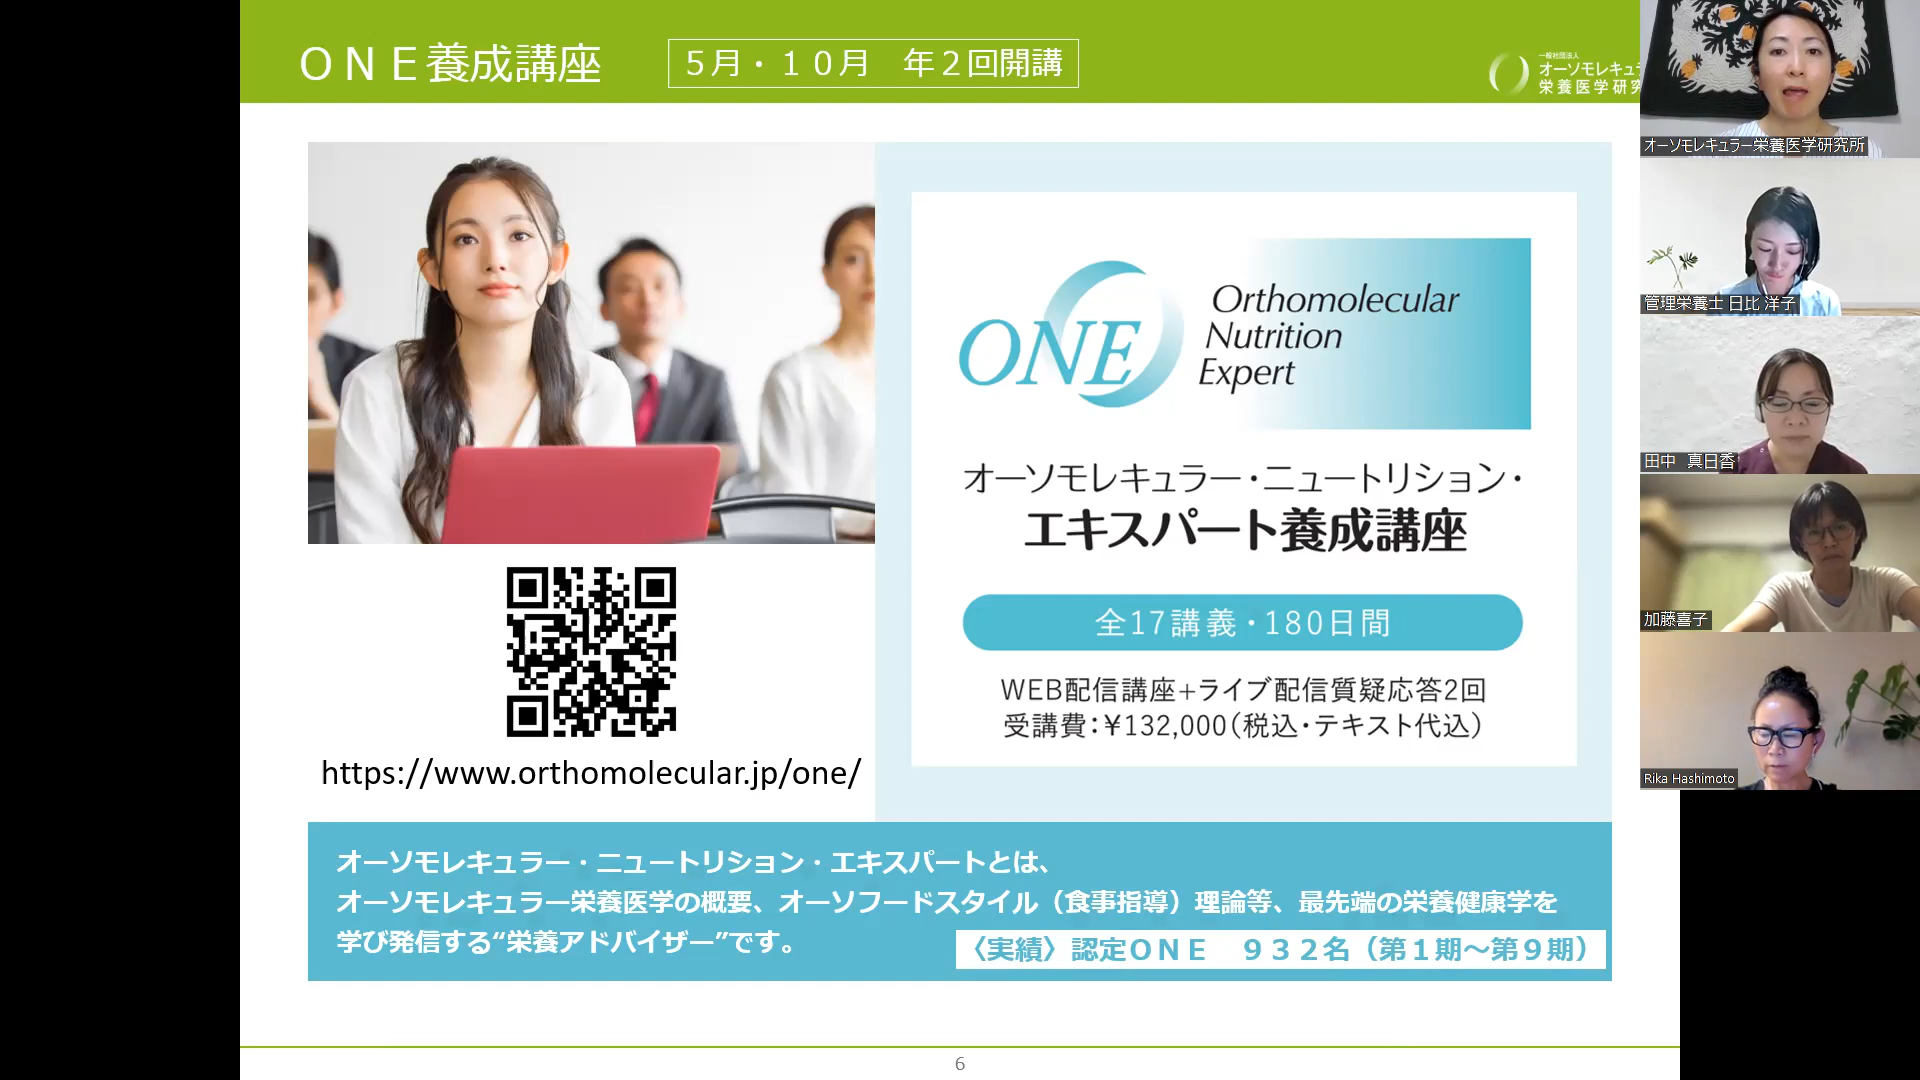 ＯＮＥ養成講座
５月・１０月　年２回開講
一般社団法人
オーソモレキュラ
栄養医学研究
ONE
Orthomolecular
Nutrition
Expert
オーソモレキュラー・ニュートリション・
エキスパート養成講座
全17講義・180日間
WEB配信講座+ライブ配信質疑応答2回
受講費：¥132,000（税込・テキスト代込）
https://www.orthomolecular.jp/one/
オーソモレキュラー・ニュートリション・エキスパートとは、
オーソモレキュラー栄養医学の概要、オーソフードスタイル（食事指導）理論等、最先端の栄養健康学を
学び発信する“栄養アドバイザー”です。
〈実績〉認定ＯＮＥ　９３２名（第１期～第９期）
6
オーソモレキュラー栄養医学研究所
管理栄養士 日比 洋子
田中　真日香
加藤喜子
Rika Hashimoto